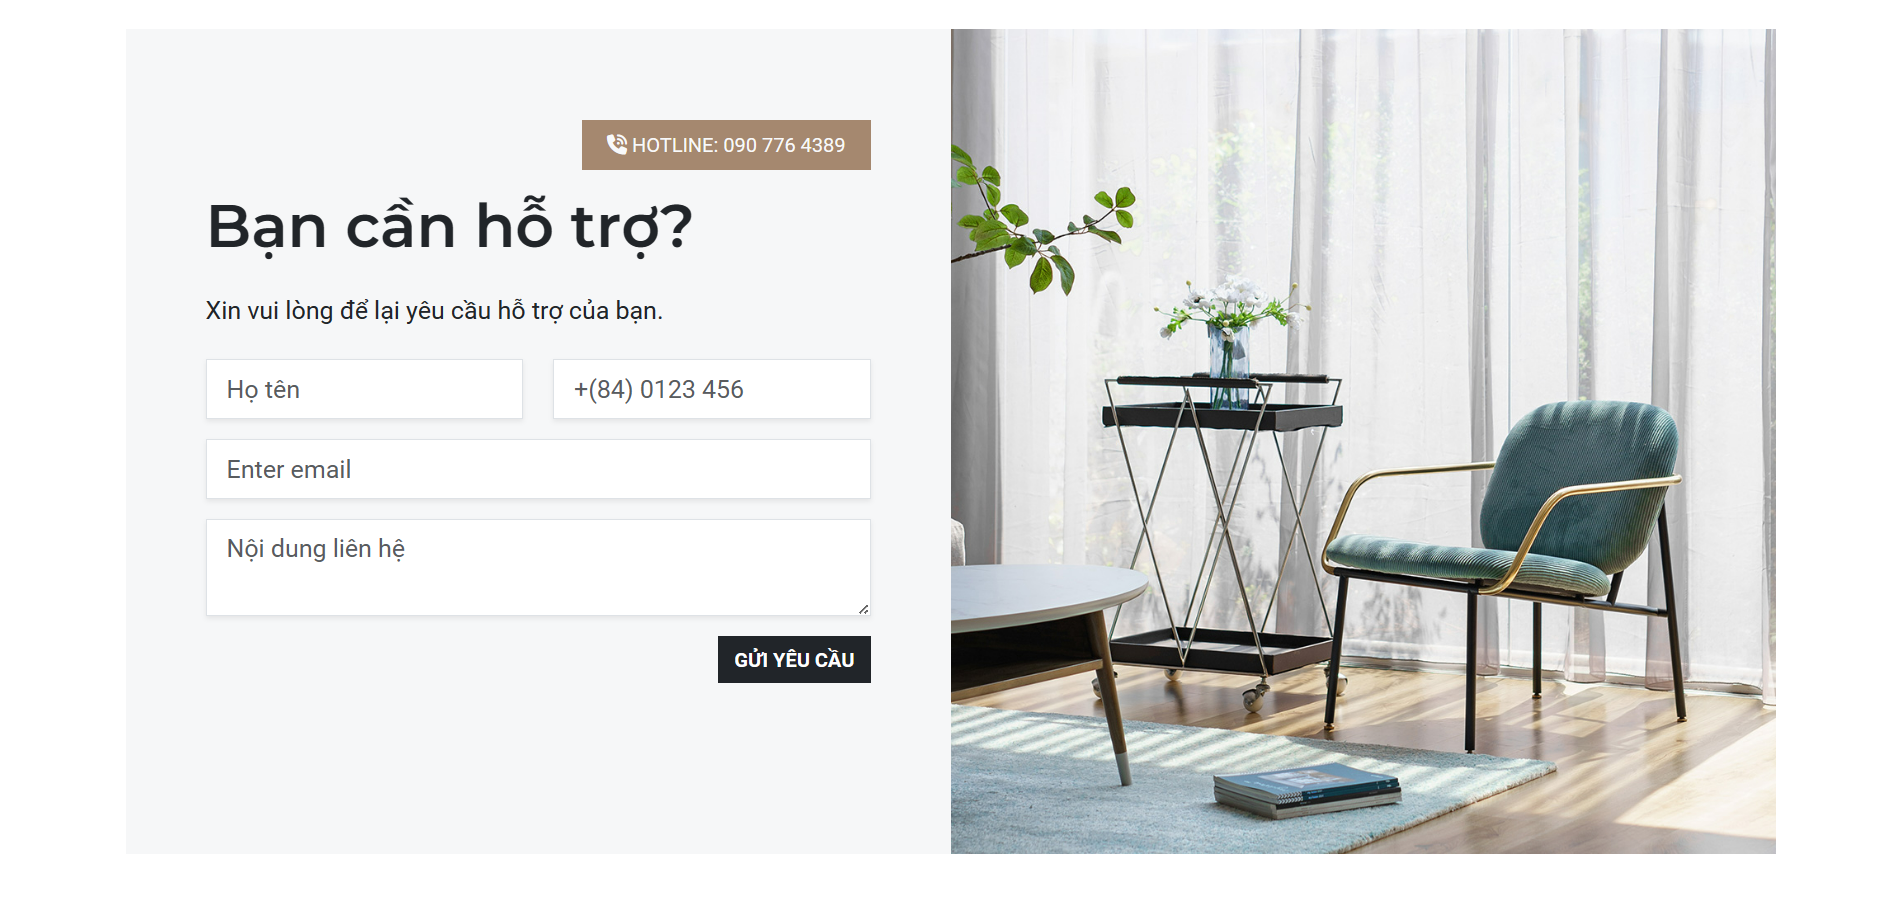 HOTLINE: 090 776 4389
Bạn cần hỗ trợ?
Xin vui lòng để lại yêu cầu hỗ trợ của bạn.
Họ tên
+(84) 0123 456
Enter email
Nội dung liên hệ
GỬI YÊU CẦU